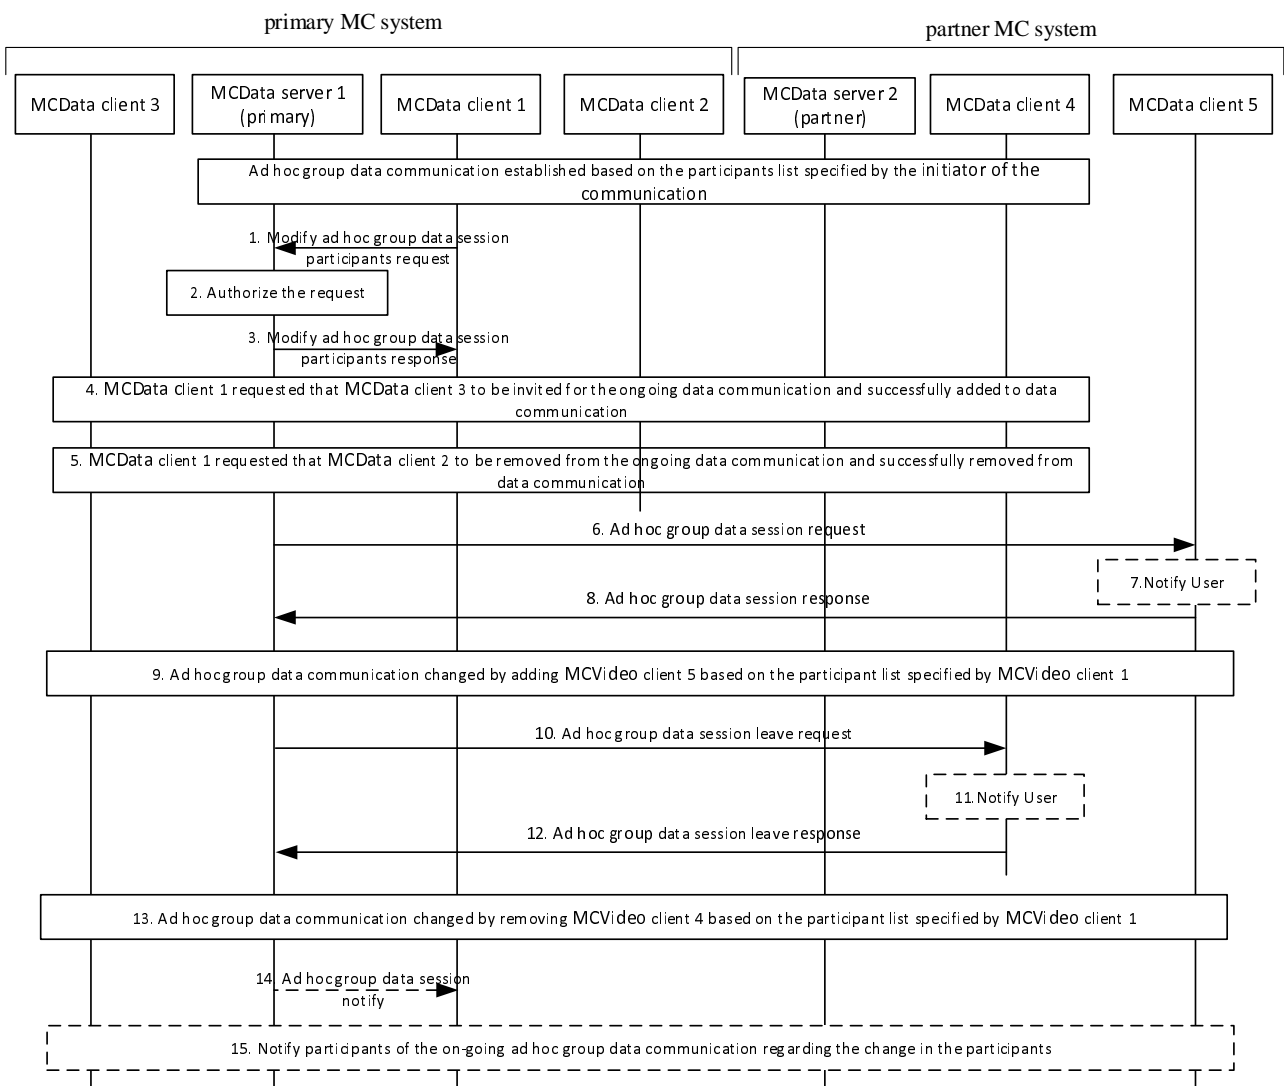 primary MC system
partner MC system
MCData client 3
MCData server 1
(primary)
MCData client 1
MCData client 2
MCData server 2
(partner)
MCData client 4
MCData client 5
Ad hoc group data communication established based on the participants list specified by the initiator of the
communication
1. Modify ad hoc group data session
participants request
2. Authorize the request
3. Modify ad hoc group data session
participants response
4. MCData client 1 requested that MCData client 3 to be invited for the ongoing data communication and successfully added to data
communication
5. MCData client 1 requested that MCData client 2 to be removed from the ongoing data communication and successfully removed from
data communication
6. Ad hoc group data session request
7.Notify User
8. Ad hoc group data session response
9. Ad hoc group data communication changed by adding MCVideo client 5 based on the participant list specified by MCVideo client 1
10. Ad hoc group data session leave request
11.Notify User
12. Ad hoc group data session leave response
13. Ad hoc group data communication changed by removing MCVideo client 4 based on the participant list specified by MCVideo client 1
14. Ad hoc group data session
notify
15. Notify participants of the on-going ad hoc group data communication regarding the change in the participants